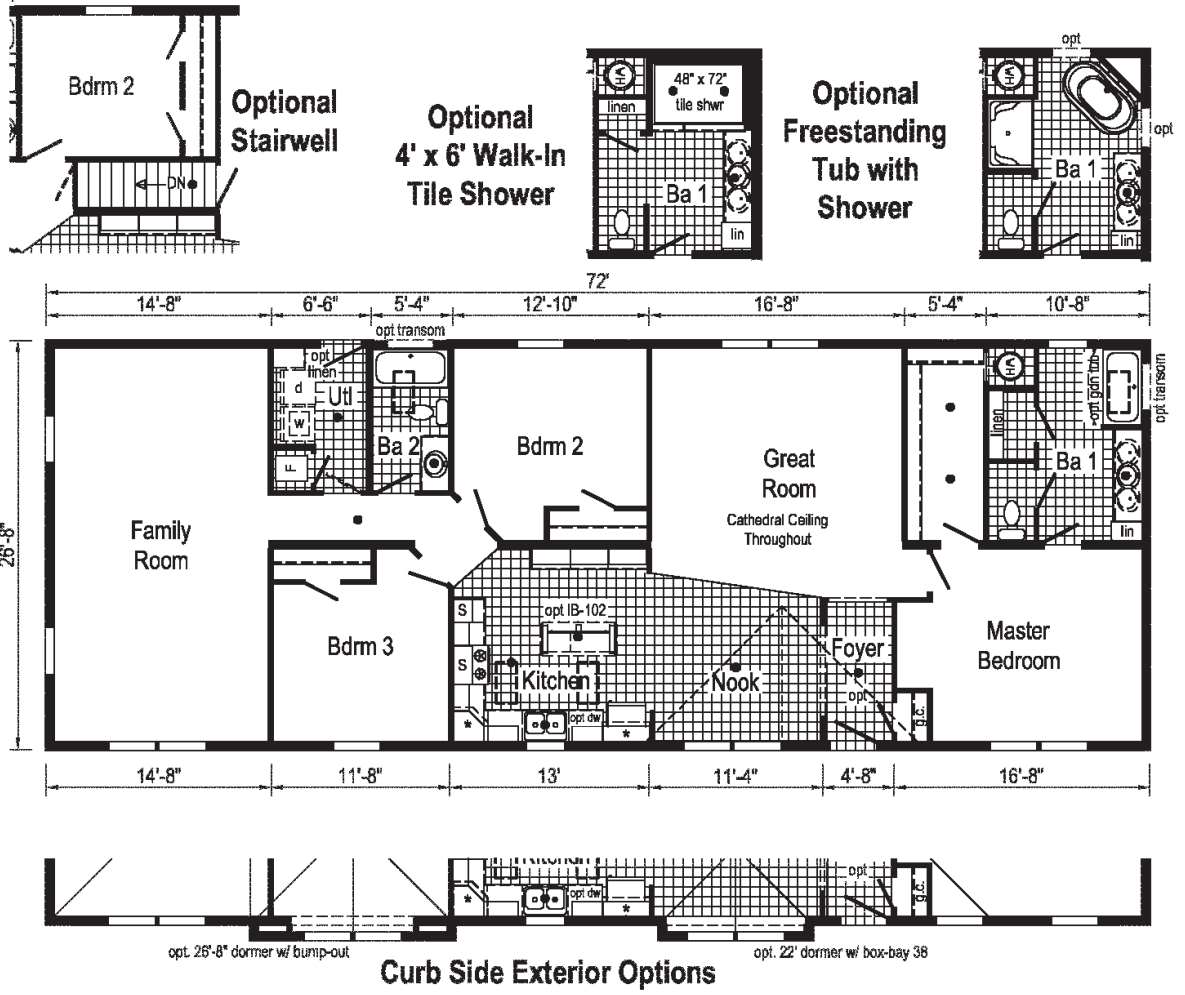 Bdrm 2
DN
Optional
Stairwell
Optional
4' x 6' Walk-In
Tile Shower
WH
linen
48" x 72"
tile shwr
Ba 1
lin
Optional
Freestanding
Tub with
Shower
opt
WH
opt
Ba 1
lin
72'
14'-8"
6'-6"
5'-4"
12'-10"
16'-8"
5'-4"
10'-8"
opt transom
26'-8"
opt
linen
d
Utl
w
F
Ba 2
Bdrm 2
Family
Room
Great
Room
Cathedral Ceiling
Throughout
WH
linen
opt gdn tub
opt transom
Ba 1
lin
Bdrm 3
S
opt IB-102
S
Kitchen
opt dw
*
*
Nook
Foyer
opt
g.c.
Master
Bedroom
14'-8"
11'-8"
13'
11'-4"
4'-8"
16'-8"
Kitchen
opt dw
*
*
opt
g.c.
opt. 26'-8" dormer w/ bump-out
opt. 22' dormer w/ box-bay 38
Curb Side Exterior Options